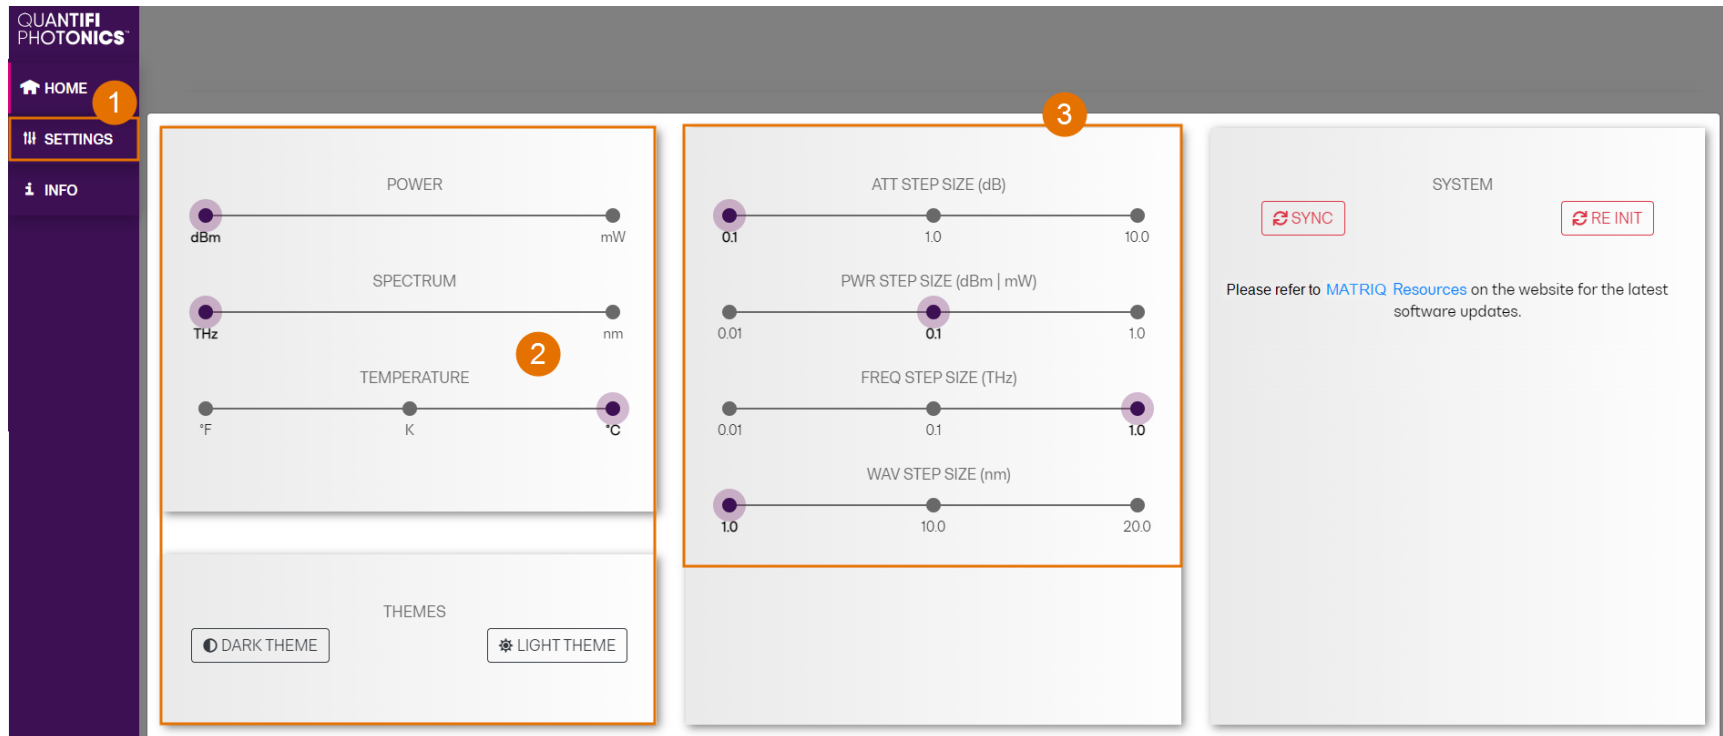 QUANTIFI
PHOTONICS™
HOME
1
SETTINGS
INFO
POWER
dBm mW
SPECTRUM
THz nm
2
TEMPERATURE
°F K °C
THEMES
DARK THEME LIGHT THEME
3
ATT STEP SIZE (dB)
0.1 1.0 10.0
PWR STEP SIZE (dBm | mW)
0.01 0.1 1.0
FREQ STEP SIZE (THz)
0.01 0.1 1.0
WAV STEP SIZE (nm)
1.0 10.0 20.0
SYSTEM
SYNC RE INIT
Please refer to MATRIQ Resources on the website for the latest
software updates.